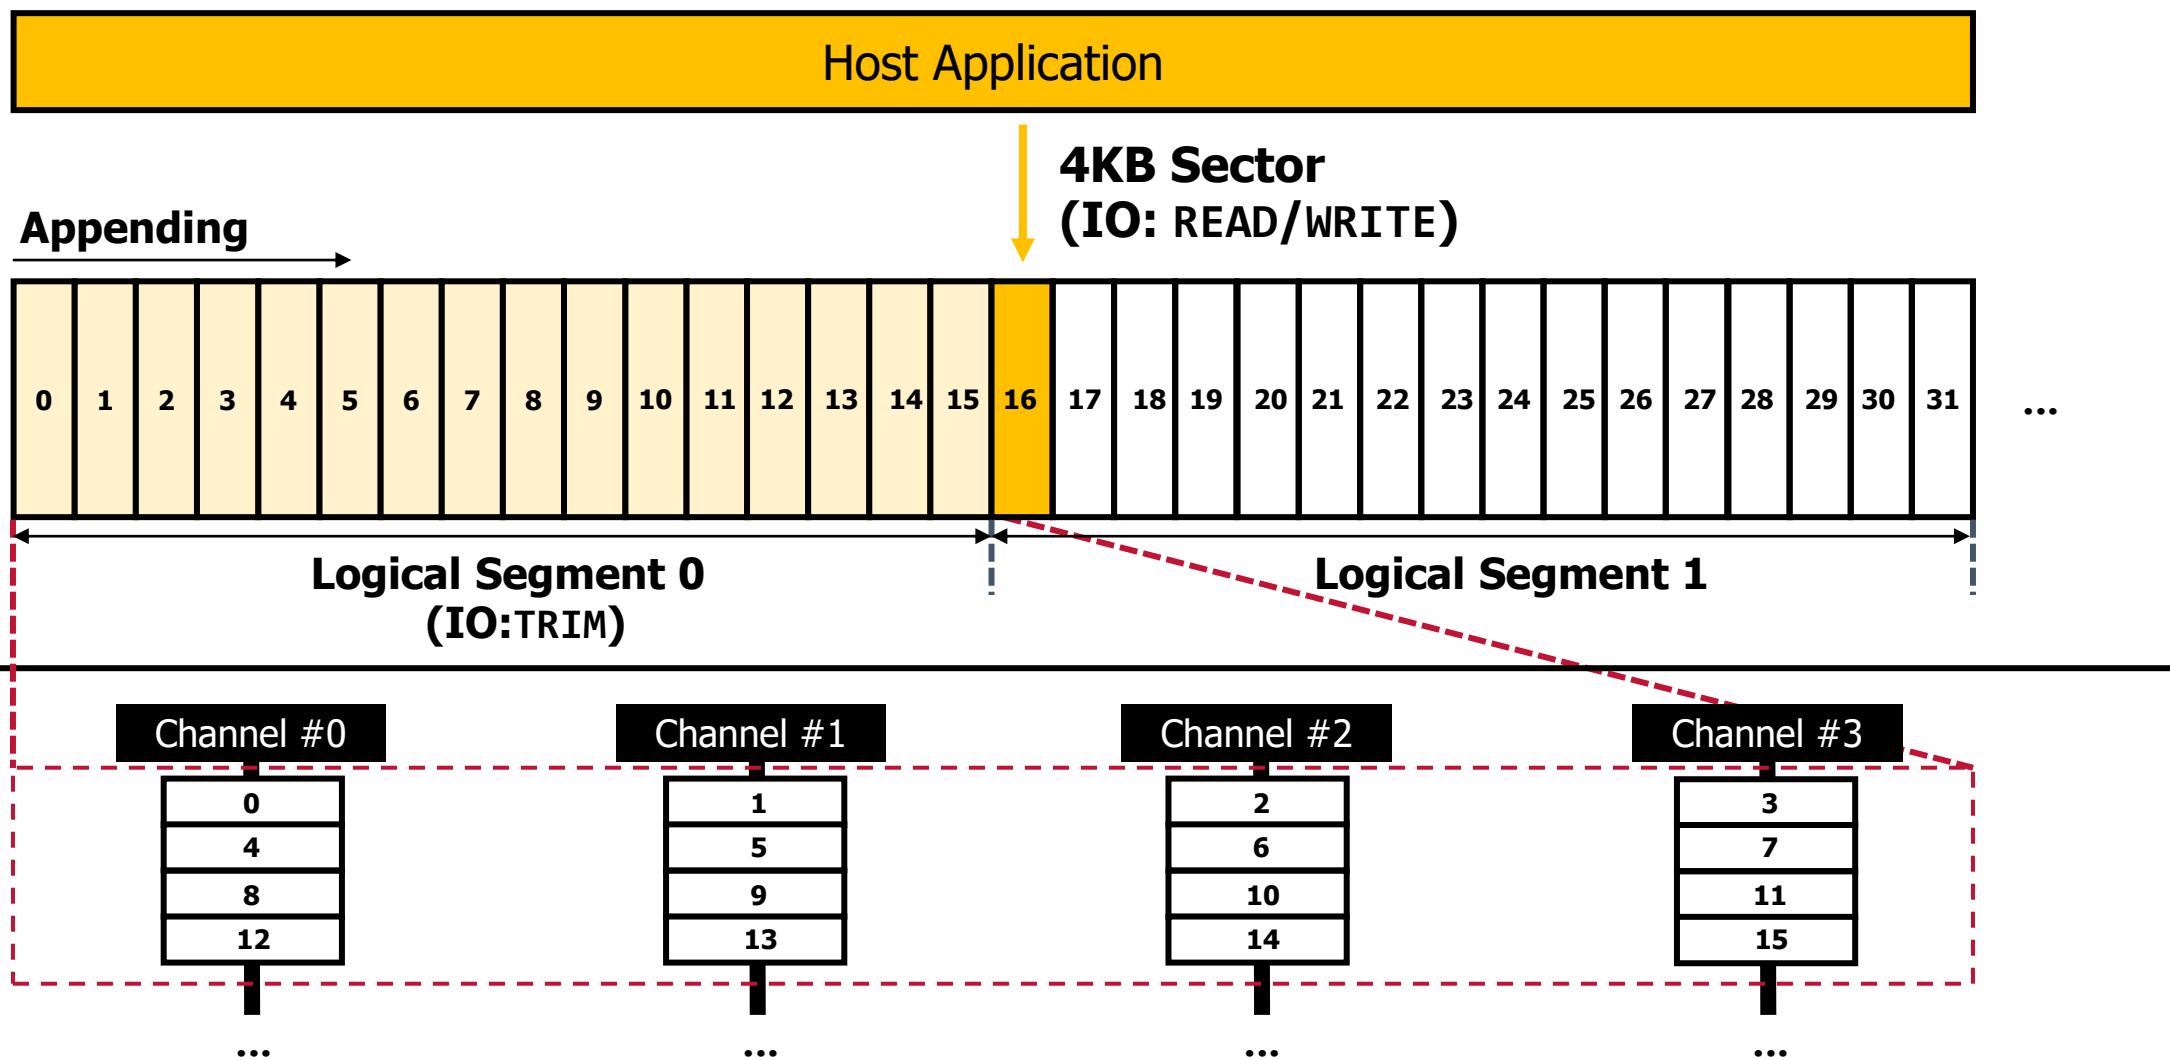 Host Application
4KB Sector
(IO: READ/WRITE)
Appending
0 1 2 3 4 5 6 7 8 9 10 11 12 13 14 15 16 17 18 19 20 21 22 23 24 25 26 27 28 29 30 31 ...
Logical Segment 0
(IO:TRIM)
Logical Segment 1
Channel #0 Channel #1 Channel #2 Channel #3
0 1 2 3
4 5 6 7
8 9 10 11
12 13 14 15
... ... ... ...